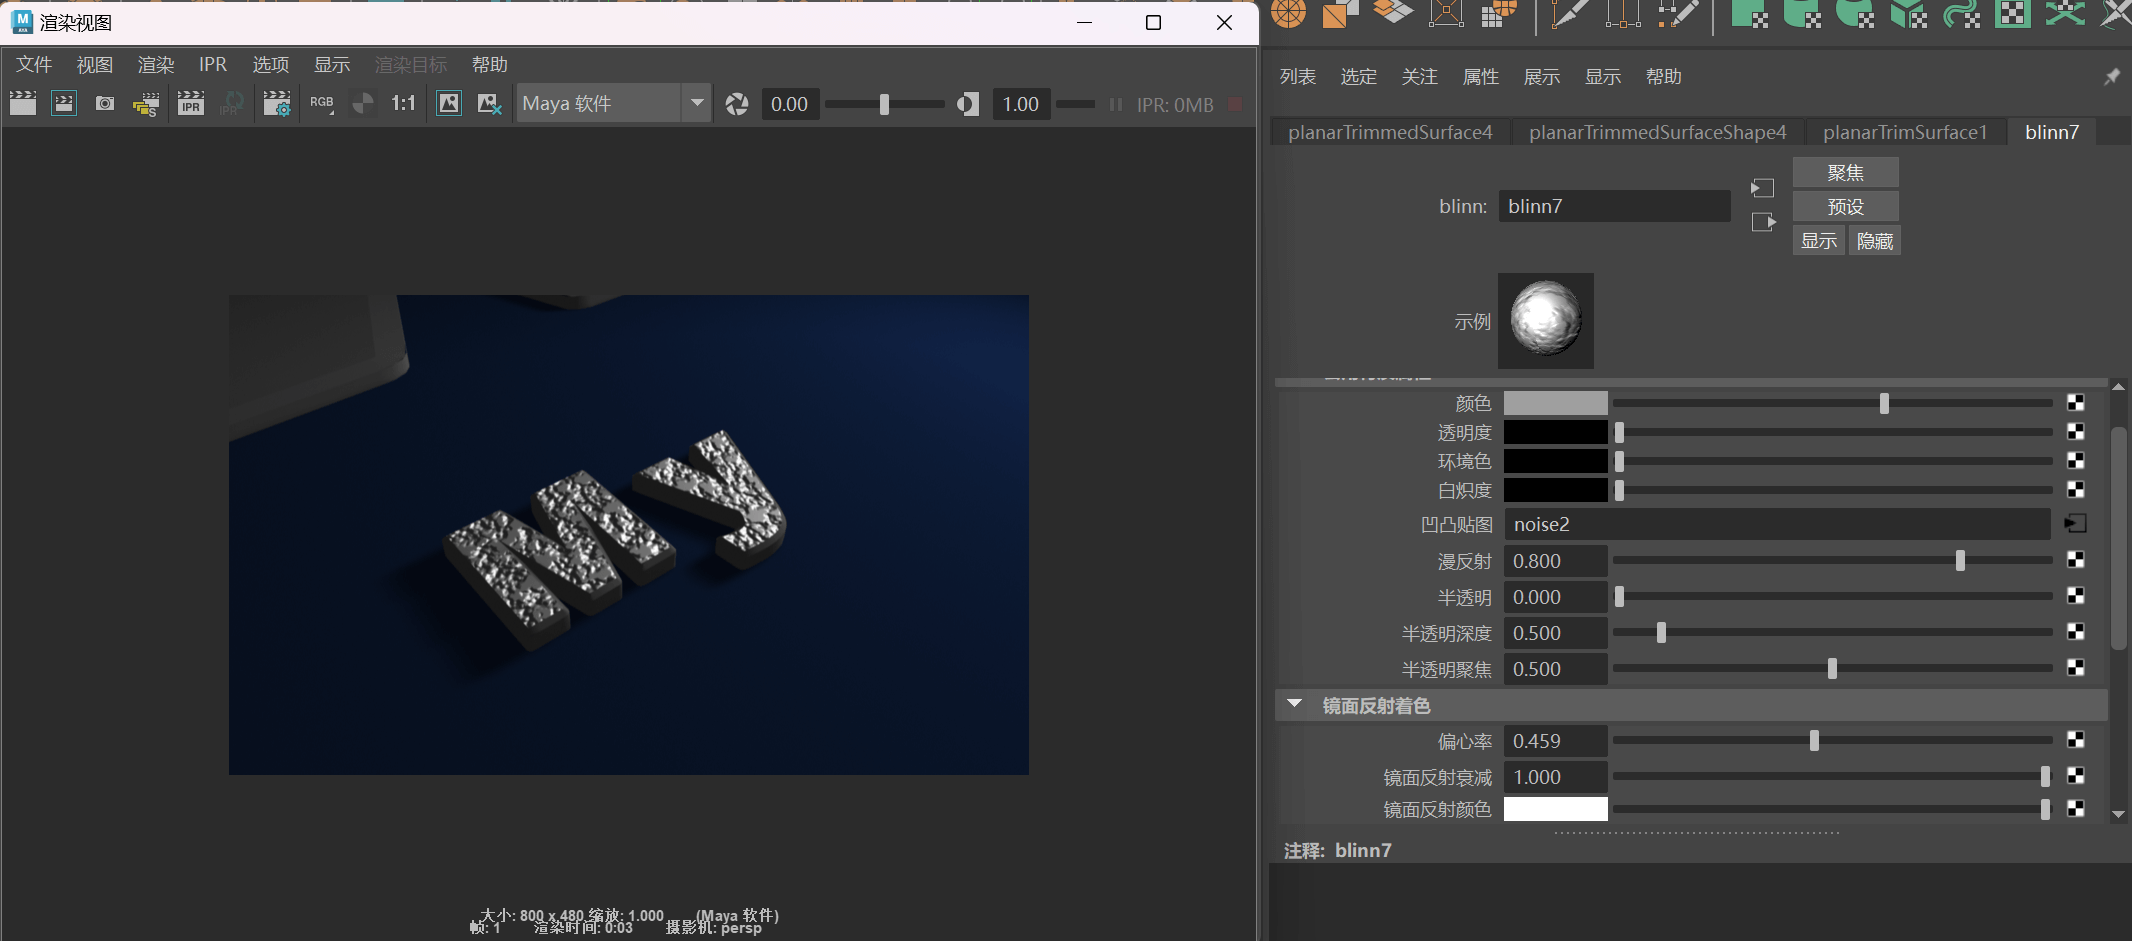 渲染视图
文件 视图 渲染 IPR 选项 显示 渲染目标 帮助
IPR IPR RGB 1:1 Maya 软件 0.00 1.00 IPR: 0MB
列表 选定 关注 属性 展示 显示 帮助
planarTrimmedSurface4 planarTrimmedSurfaceShape4 planarTrimSurface1 blinn7
聚焦
blinn: blinn7 预设
显示 隐藏
示例
颜色
透明度
环境色
白炽度
凹凸贴图 noise2
漫反射 0.800
半透明 0.000
半透明深度 0.500
半透明聚焦 0.500
镜面反射着色
偏心率 0.459
镜面反射衰减 1.000
镜面反射颜色
注释: blinn7
My
大小: 800 x 480 缩放: 1.000 (Maya 软件)
帧: 1 渲染时间: 0:03 摄影机: persp